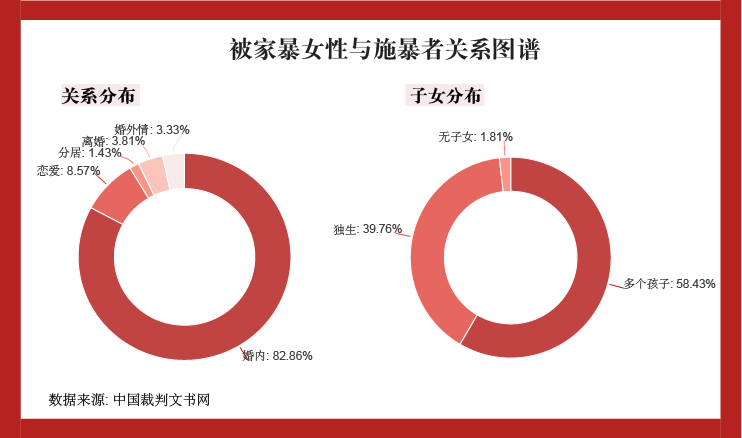 被家暴女性与施暴者关系图谱
关系分布
婚外情: 3.33%
离婚: 3.81%
分居: 1.43%
恋爱: 8.57%
婚内: 82.86%
子女分布
无子女: 1.81%
独生: 39.76%
多个孩子: 58.43%
数据来源: 中国裁判文书网